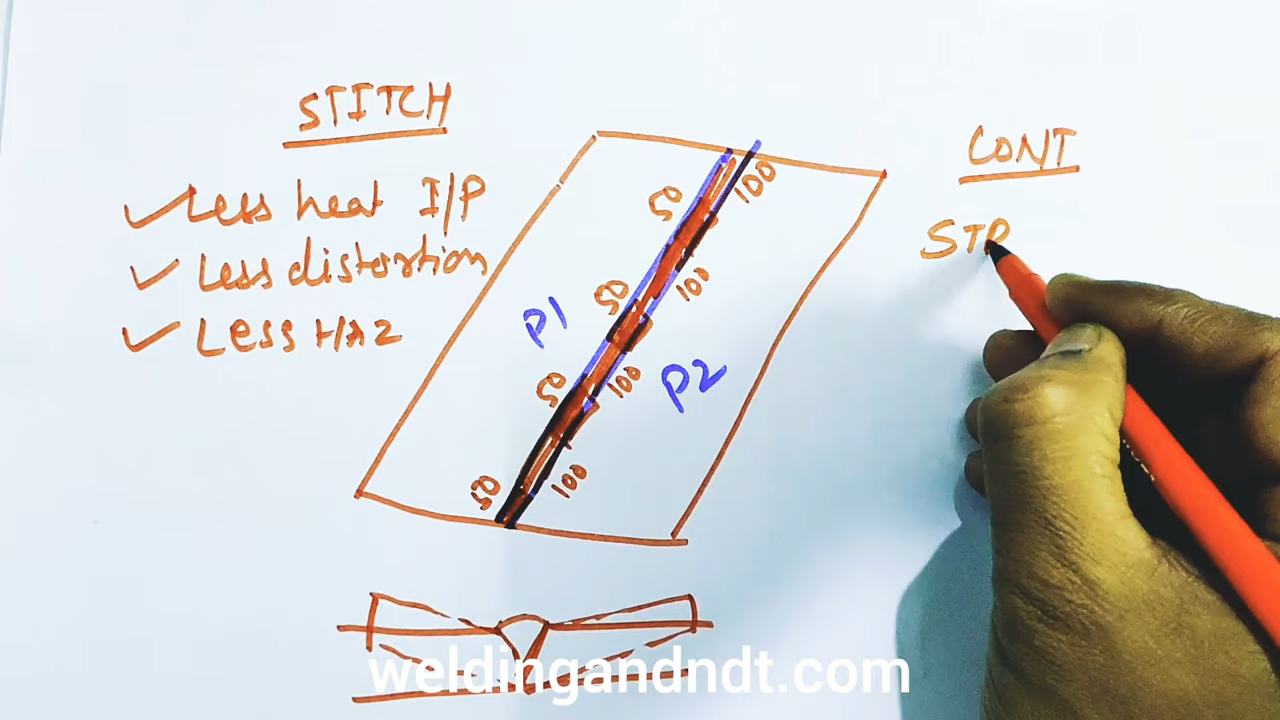 STITCH
Less heat I/P
Less distortion
Less HAZ
50
100
50
100
P1
50
100
P2
50
100
CONT
STR
weldingandndt.com